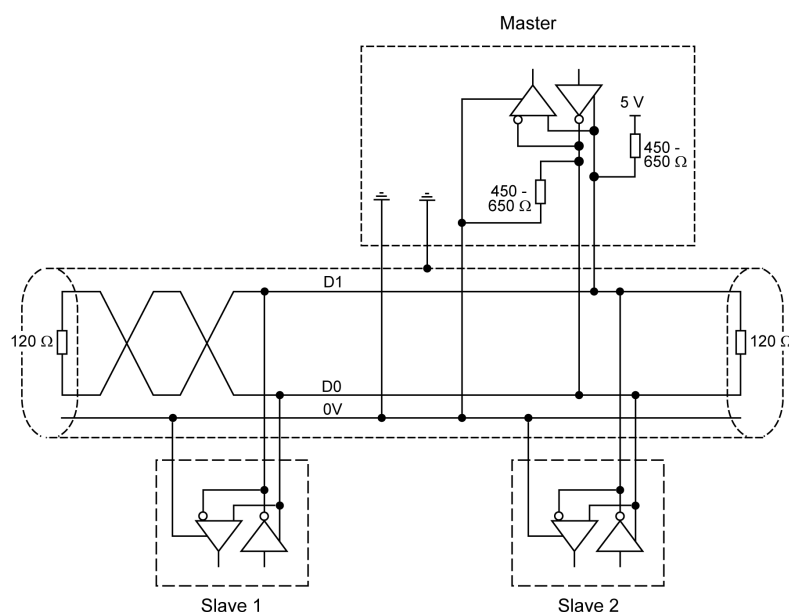 Master
5 V
450 -
650 Ω
450 -
650 Ω
D1
120 Ω
120 Ω
D0
0V
Slave 1
Slave 2